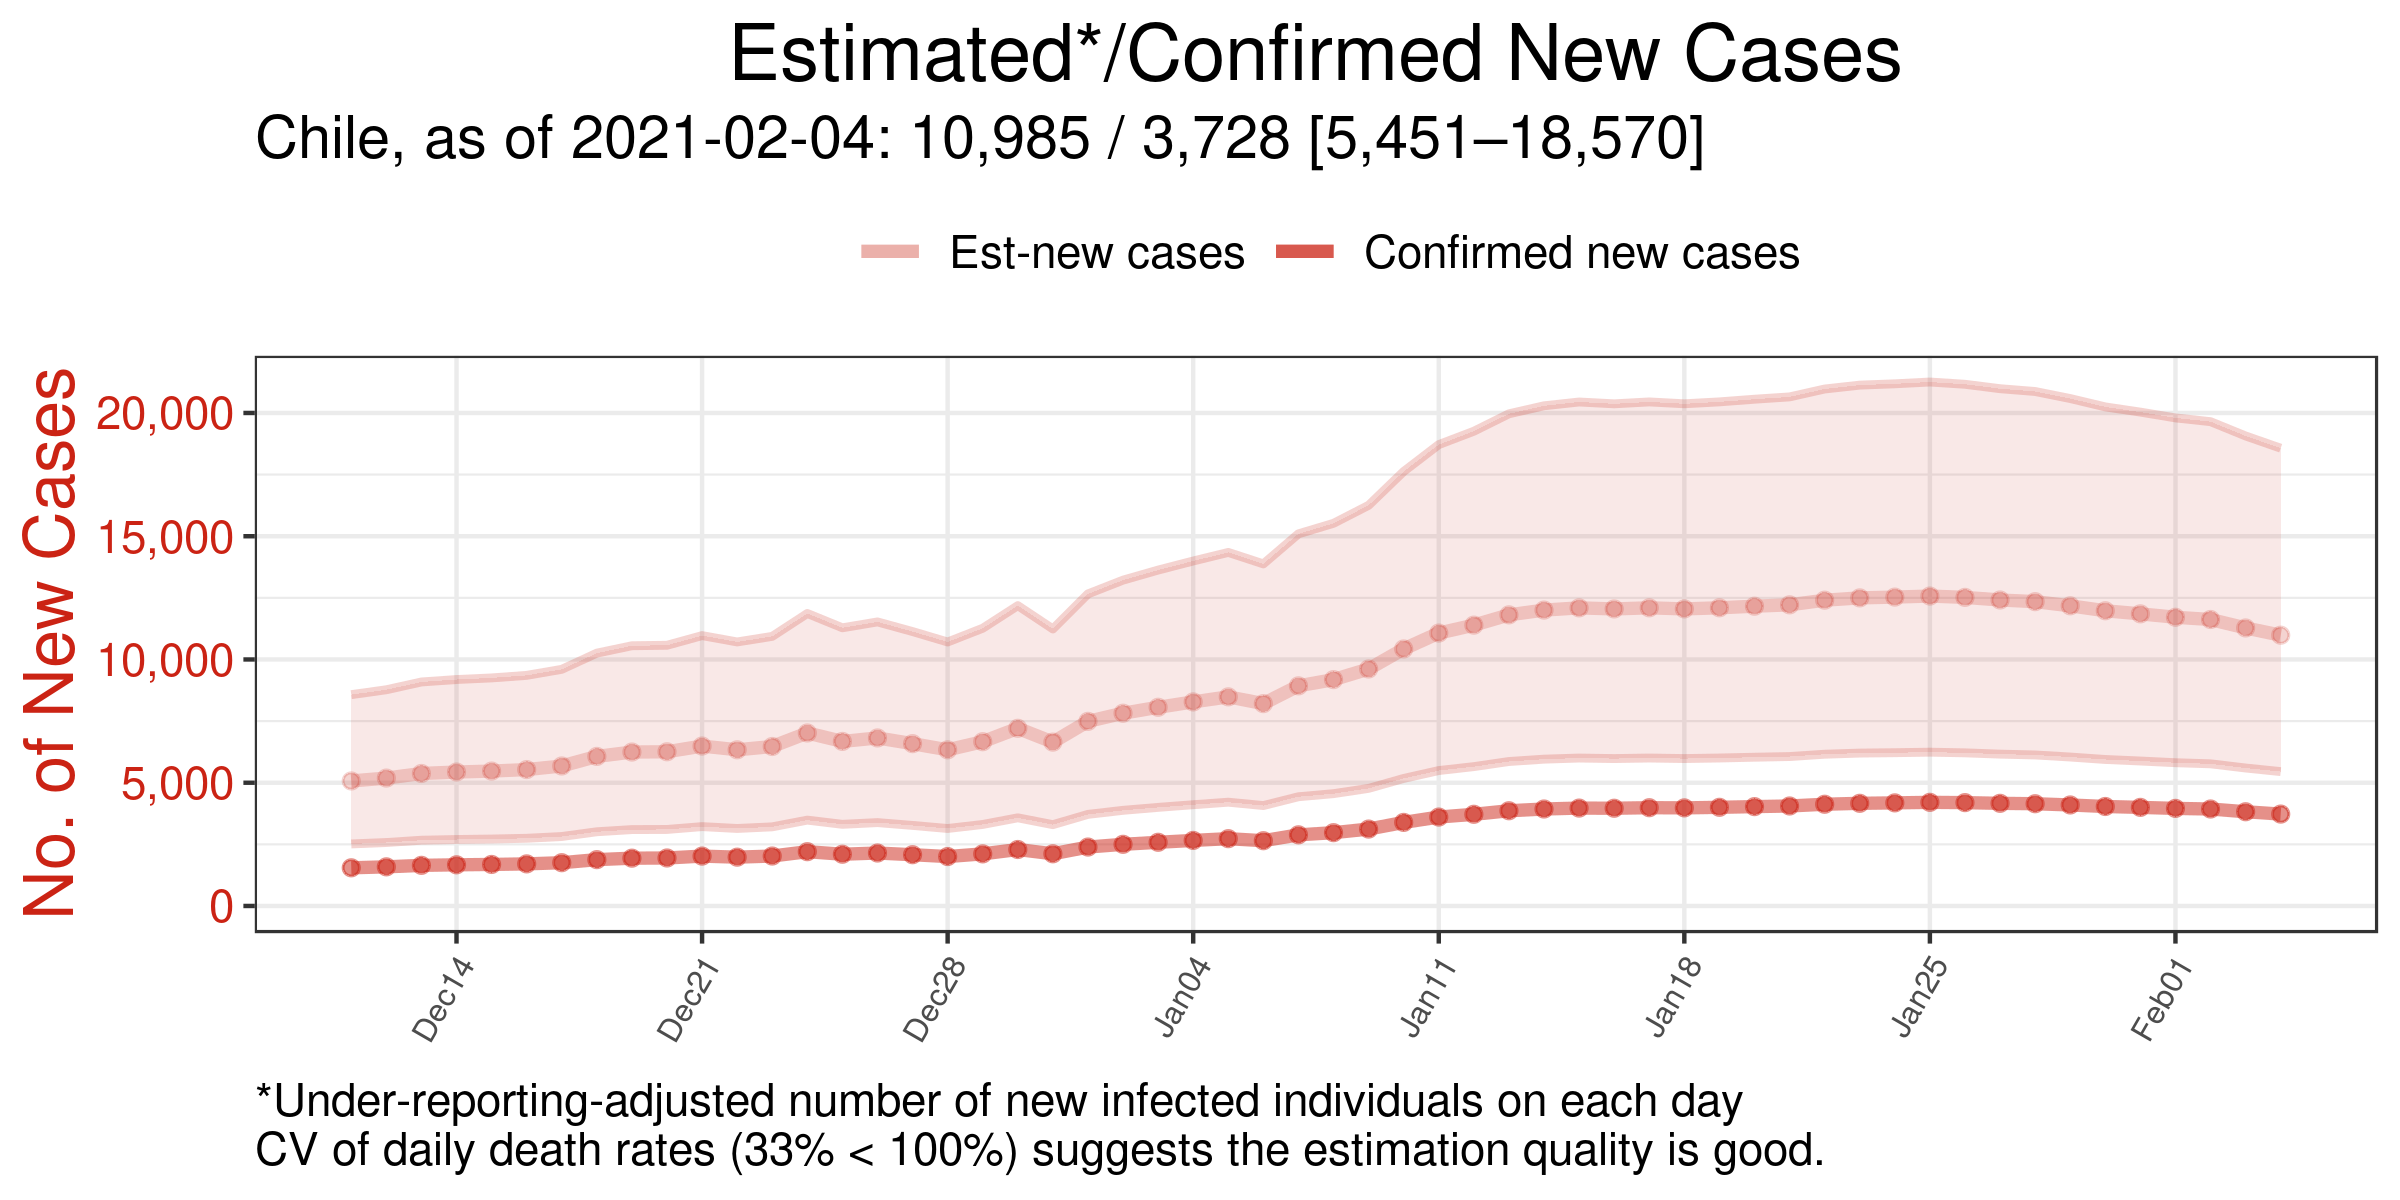 Estimated*/Confirmed New Cases
Chile, as of 2021-02-04: 10,985 / 3,728 [5,451–18,570]
Est-new cases
Confirmed new cases
No. of New Cases
20,000
15,000
10,000
5,000
0
Dec14
Dec21
Dec28
Jan04
Jan11
Jan18
Jan25
Feb01
*Under-reporting-adjusted number of new infected individuals on each day
CV of daily death rates (33% < 100%) suggests the estimation quality is good.